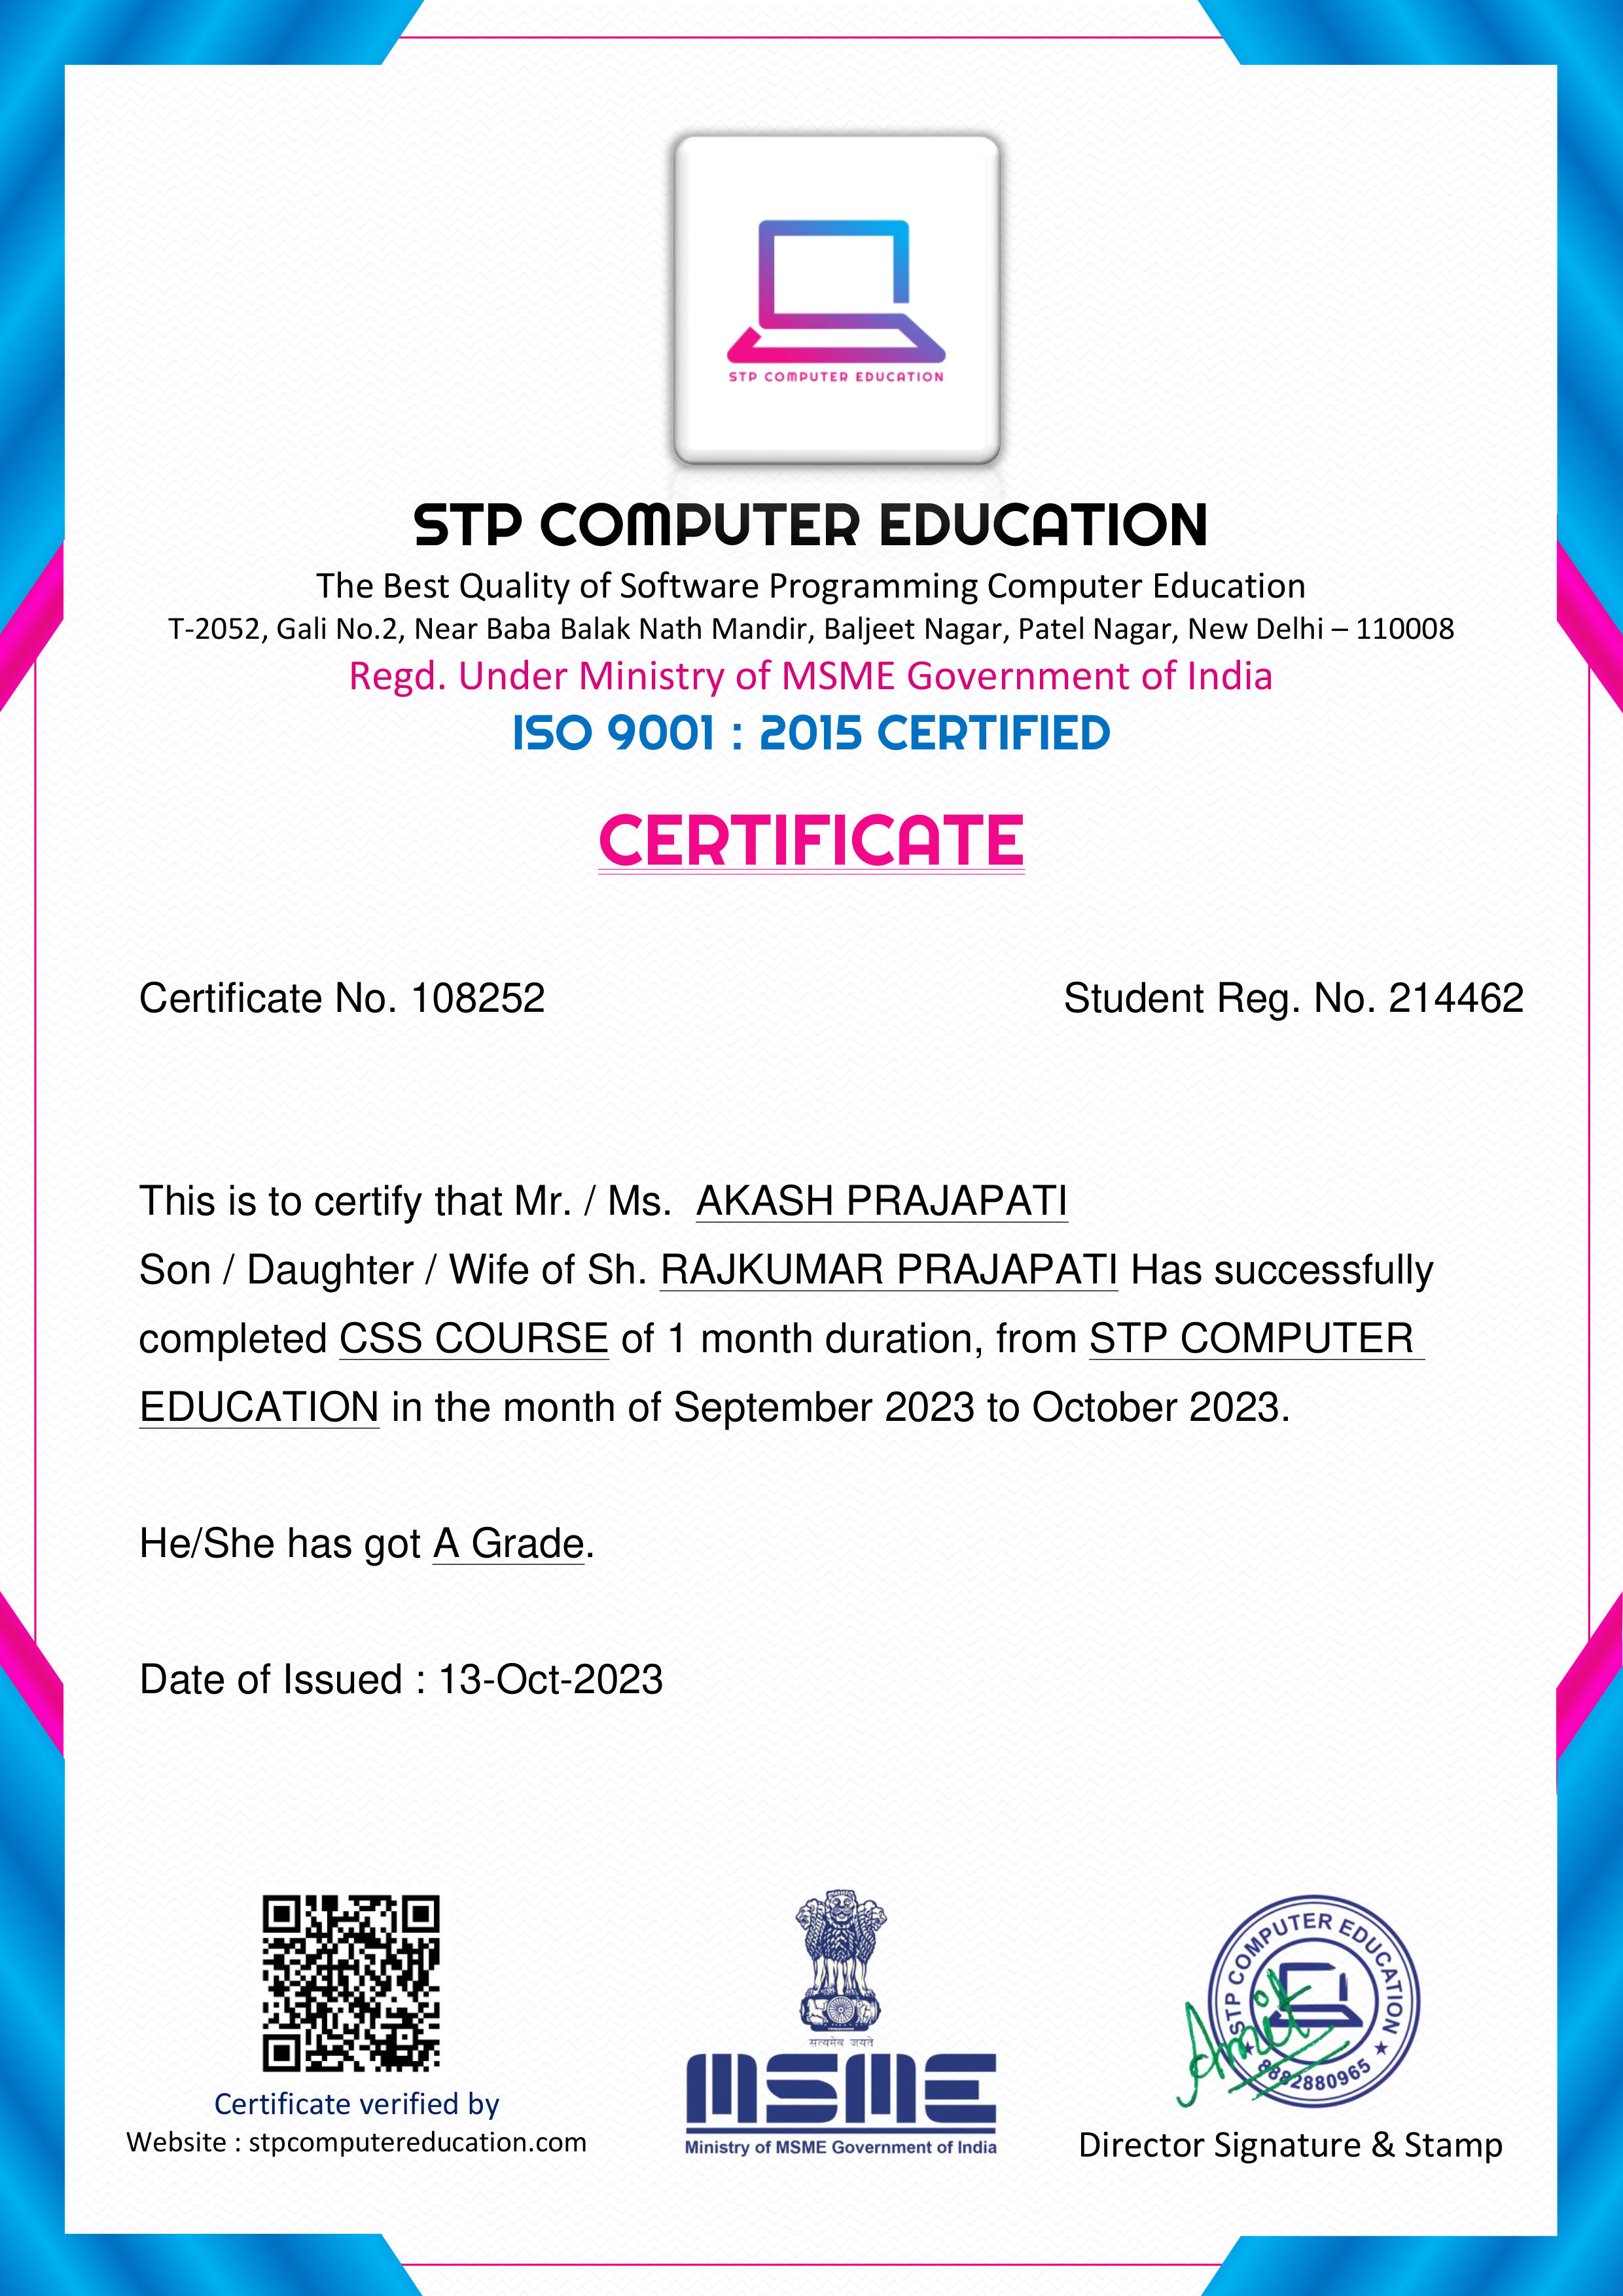 STP COMPUTER EDUCATION
STP COMPUTER EDUCATION
The Best Quality of Software Programming Computer Education
T-2052, Gali No.2, Near Baba Balak Nath Mandir, Baljeet Nagar, Patel Nagar, New Delhi – 110008
Regd. Under Ministry of MSME Government of India
ISO 9001 : 2015 CERTIFIED
CERTIFICATE
Certificate No. 108252 Student Reg. No. 214462
This is to certify that Mr. / Ms. AKASH PRAJAPATI
Son / Daughter / Wife of Sh. RAJKUMAR PRAJAPATI Has successfully
completed CSS COURSE of 1 month duration, from STP COMPUTER
EDUCATION in the month of September 2023 to October 2023.
He/She has got A Grade.
Date of Issued : 13-Oct-2023
Certificate verified by
Website : stpcomputereducation.com
सत्यमेव जयते
MSME
Ministry of MSME Government of India
STP COMPUTER EDUCATION
★ 8882880965 ★
Amit
Director Signature & Stamp